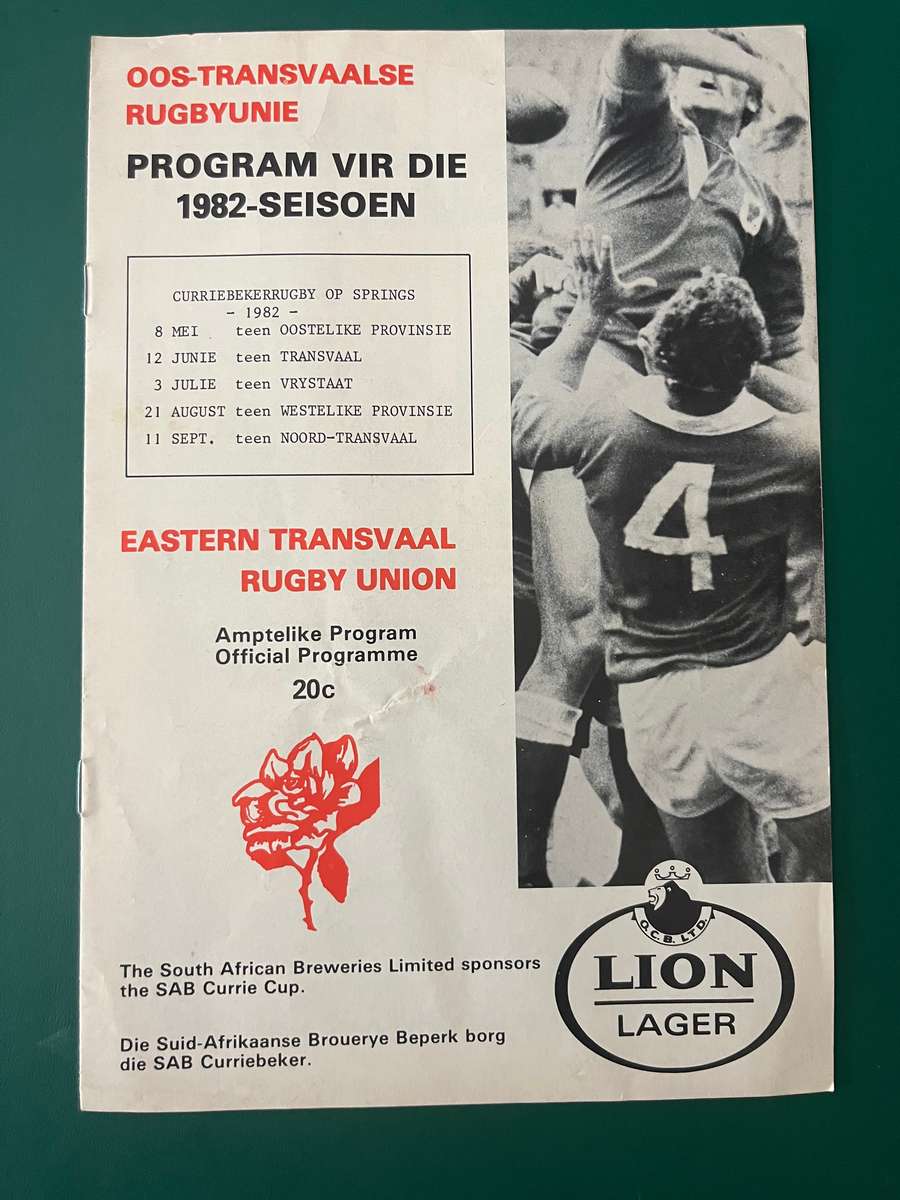 OOS-TRANSVAALSE
RUGBYUNIE
PROGRAM VIR DIE
1982-SEISOEN
CURRIEBEKERRUGBY OP SPRINGS
- 1982 -
8 MEI teen OOSTELIKE PROVINSIE
12 JUNIE teen TRANSVAAL
3 JULIE teen VRYSTAAT
21 AUGUST teen WESTELIKE PROVINSIE
11 SEPT. teen NOORD-TRANSVAAL
EASTERN TRANSVAAL
RUGBY UNION
Amptelike Program
Official Programme
20c
4
The South African Breweries Limited sponsors
the SAB Currie Cup.
Die Suid-Afrikaanse Brouerye Beperk borg
die SAB Curriebeker.
O.C.B. LTD.
LION
LAGER